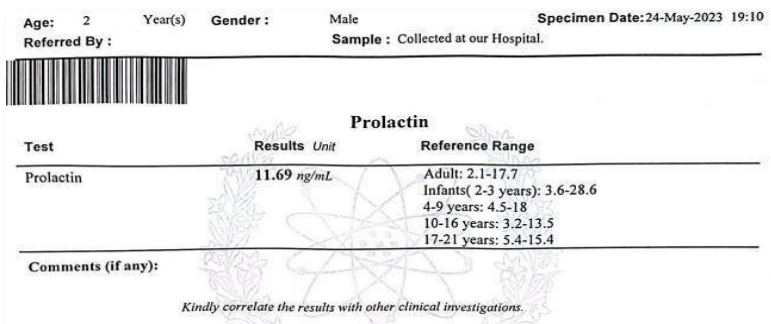 Age: 2 Year(s) Gender : Male Specimen Date:24-May-2023 19:10
Referred By : Sample : Collected at our Hospital.
Prolactin
Test Results Unit Reference Range
Prolactin 11.69 ng/mL Adult: 2.1-17.7
Infants( 2-3 years): 3.6-28.6
4-9 years: 4.5-18
10-16 years: 3.2-13.5
17-21 years: 5.4-15.4
Comments (if any):
Kindly correlate the results with other clinical investigations.